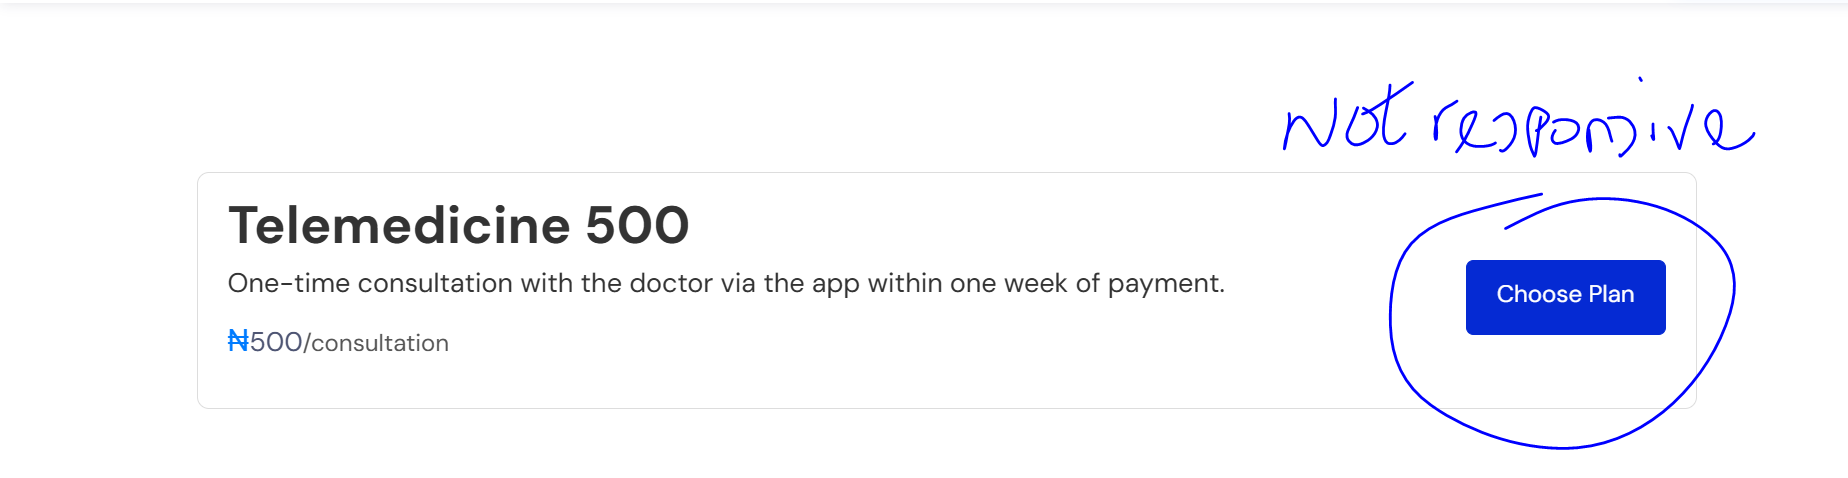 Not responsive
Telemedicine 500
One-time consultation with the doctor via the app within one week of payment.
Choose Plan
₦500/consultation